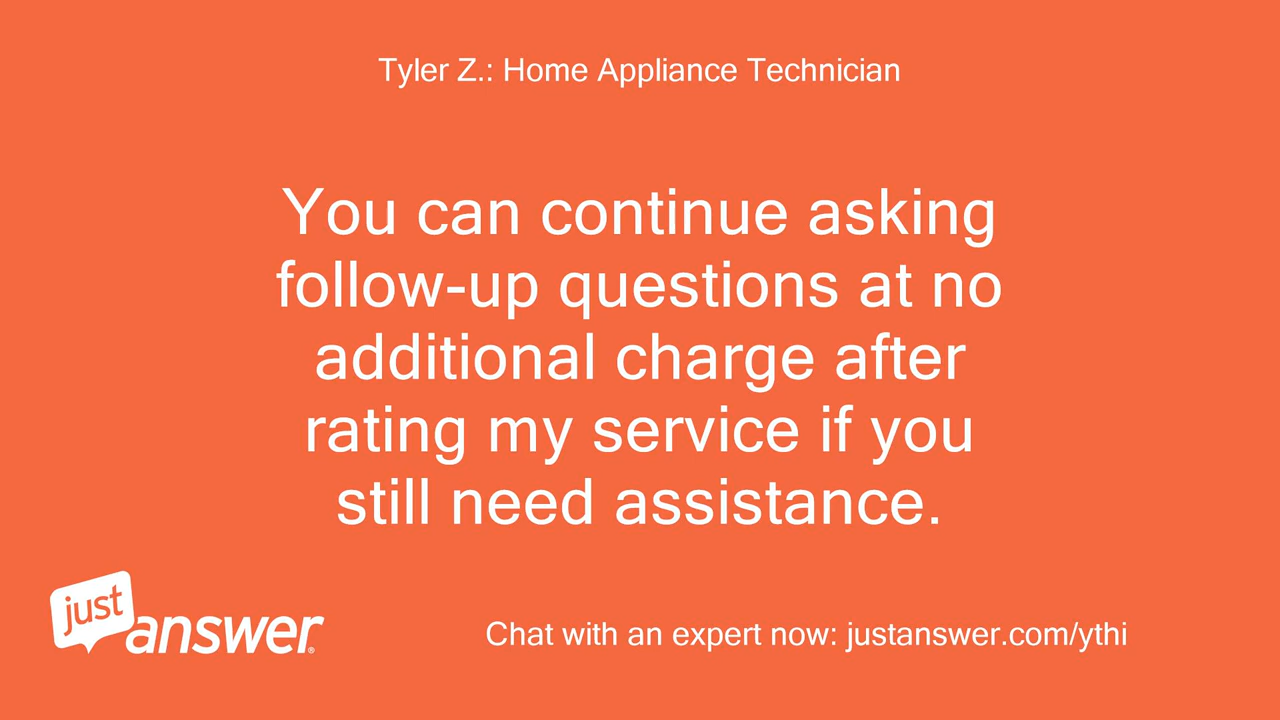 Tyler Z.: Home Appliance Technician
You can continue asking
follow-up questions at no
additional charge after
rating my service if you
still need assistance.
just
answer®
Chat with an expert now: justanswer.com/ythi